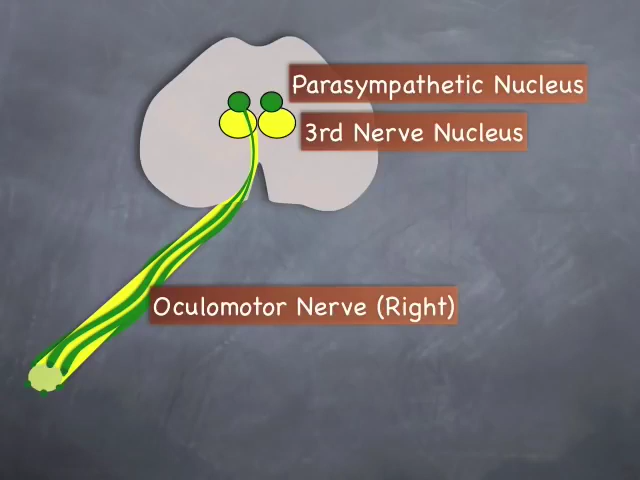 Parasympathetic Nucleus
3rd Nerve Nucleus
Oculomotor Nerve (Right)